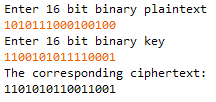 Enter 16 bit binary plaintext
1010111000100100
Enter 16 bit binary key
1100101011110001
The corresponding ciphertext:
1101010110011001